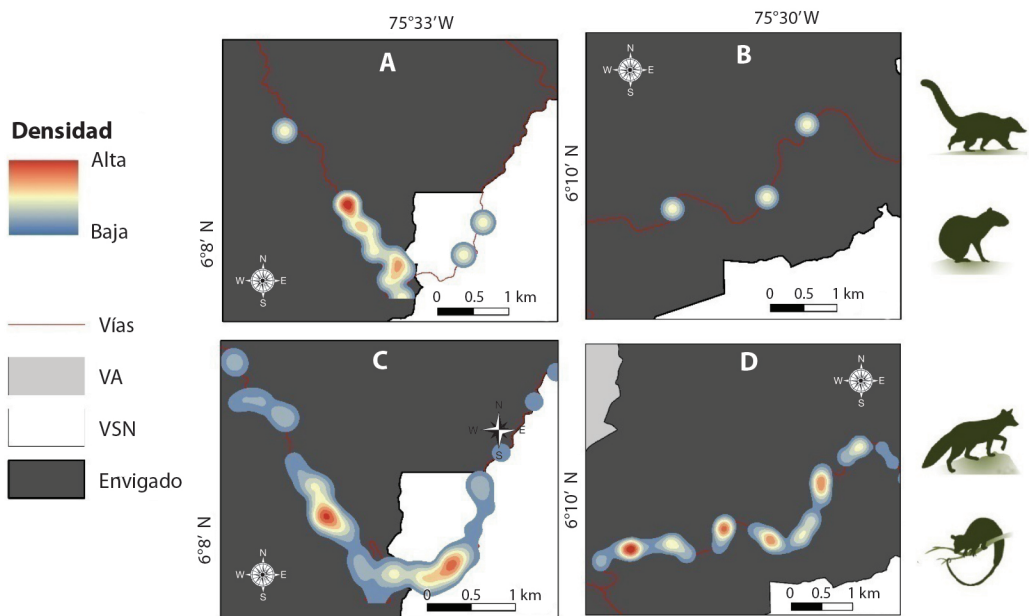 75°33'W
75°30'W
A
B
Densidad
Alta
Baja
6°8' N
6°10' N
N
W E
S
N
W E
S
0 0.5 1 km
0 0.5 1 km
Vías
VA
VSN
Envigado
C
D
N
W E
S
N
W E
S
6°8' N
6°10' N
N
W E
S
0 0.5 1 km
0 0.5 1 km